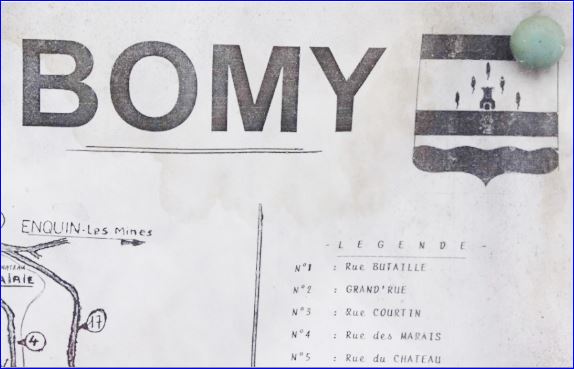 BOMY
ENQUIN-Les Mines
AIRIE
4
17
- L E G E N D E -
N°1 : Rue BUTAILLE
N°2 : GRAND'RUE
N°3 : Rue COURTIN
N°4 : Rue des MARAIS
N°5 : Rue du CHATEAU